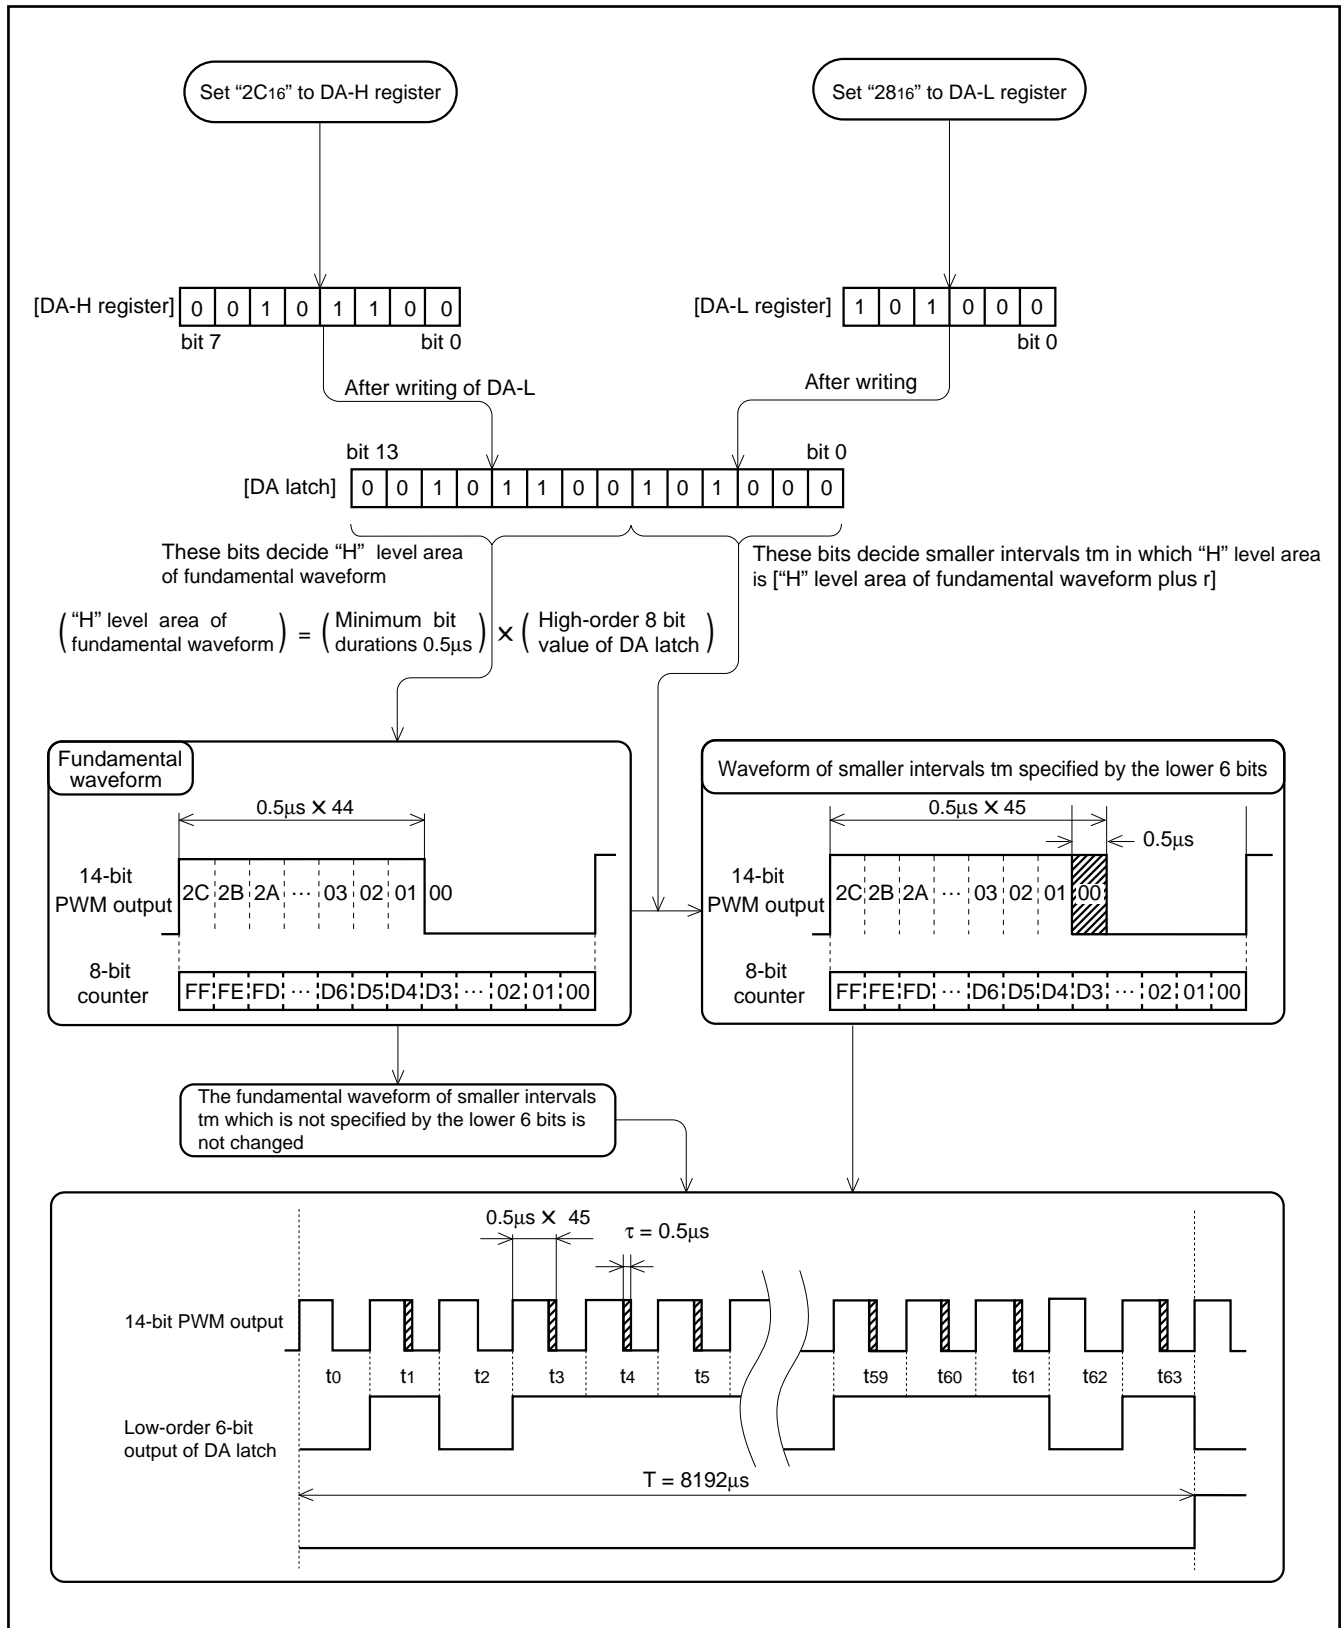 Set “2C16” to DA-H register
Set “2816” to DA-L register
[DA-H register] 0 0 1 0 1 1 0 0
bit 7 bit 0
[DA-L register] 1 0 1 0 0 0
bit 0
After writing of DA-L
After writing
bit 13 bit 0
[DA latch] 0 0 1 0 1 1 0 0 1 0 1 0 0 0
These bits decide “H” level area
of fundamental waveform
These bits decide smaller intervals tm in which “H” level area
is [“H” level area of fundamental waveform plus r]
(“H” level area of
fundamental waveform) = (Minimum bit
durations 0.5μs) × (High-order 8 bit
value of DA latch)
Fundamental
waveform
0.5μs × 44
14-bit
PWM output
2C 2B 2A ··· 03 02 01 00
8-bit
counter
FF FE FD ··· D6 D5 D4 D3 ··· 02 01 00
Waveform of smaller intervals tm specified by the lower 6 bits
0.5μs × 45
0.5μs
14-bit
PWM output
2C 2B 2A ··· 03 02 01 00
8-bit
counter
FF FE FD ··· D6 D5 D4 D3 ··· 02 01 00
The fundamental waveform of smaller intervals
tm which is not specified by the lower 6 bits is
not changed
0.5μs × 45
τ = 0.5μs
14-bit PWM output
t0 t1 t2 t3 t4 t5 t59 t60 t61 t62 t63
Low-order 6-bit
output of DA latch
T = 8192μs